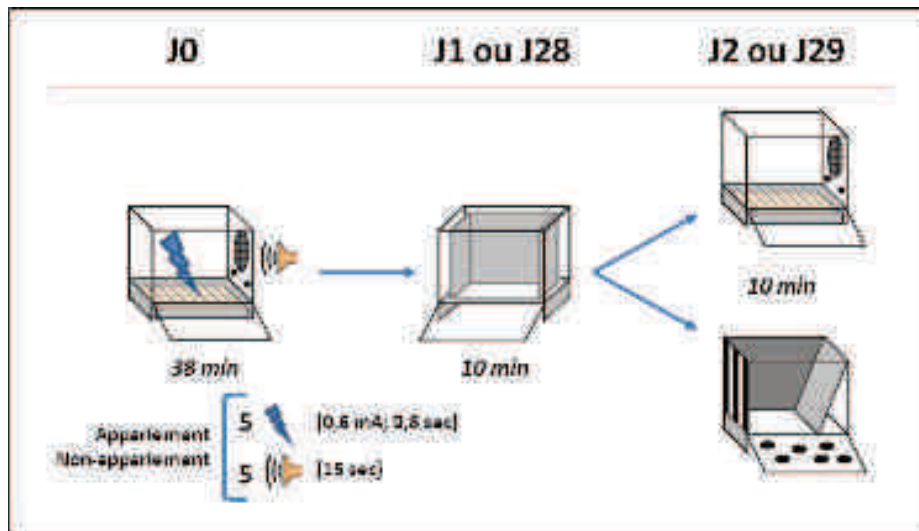 J0
J1 ou J28
J2 ou J29
10 min
38 min
10 min
Appariement
Non-appariement
5 (0,6 mA; 0,8 sec)
5 (15 sec)